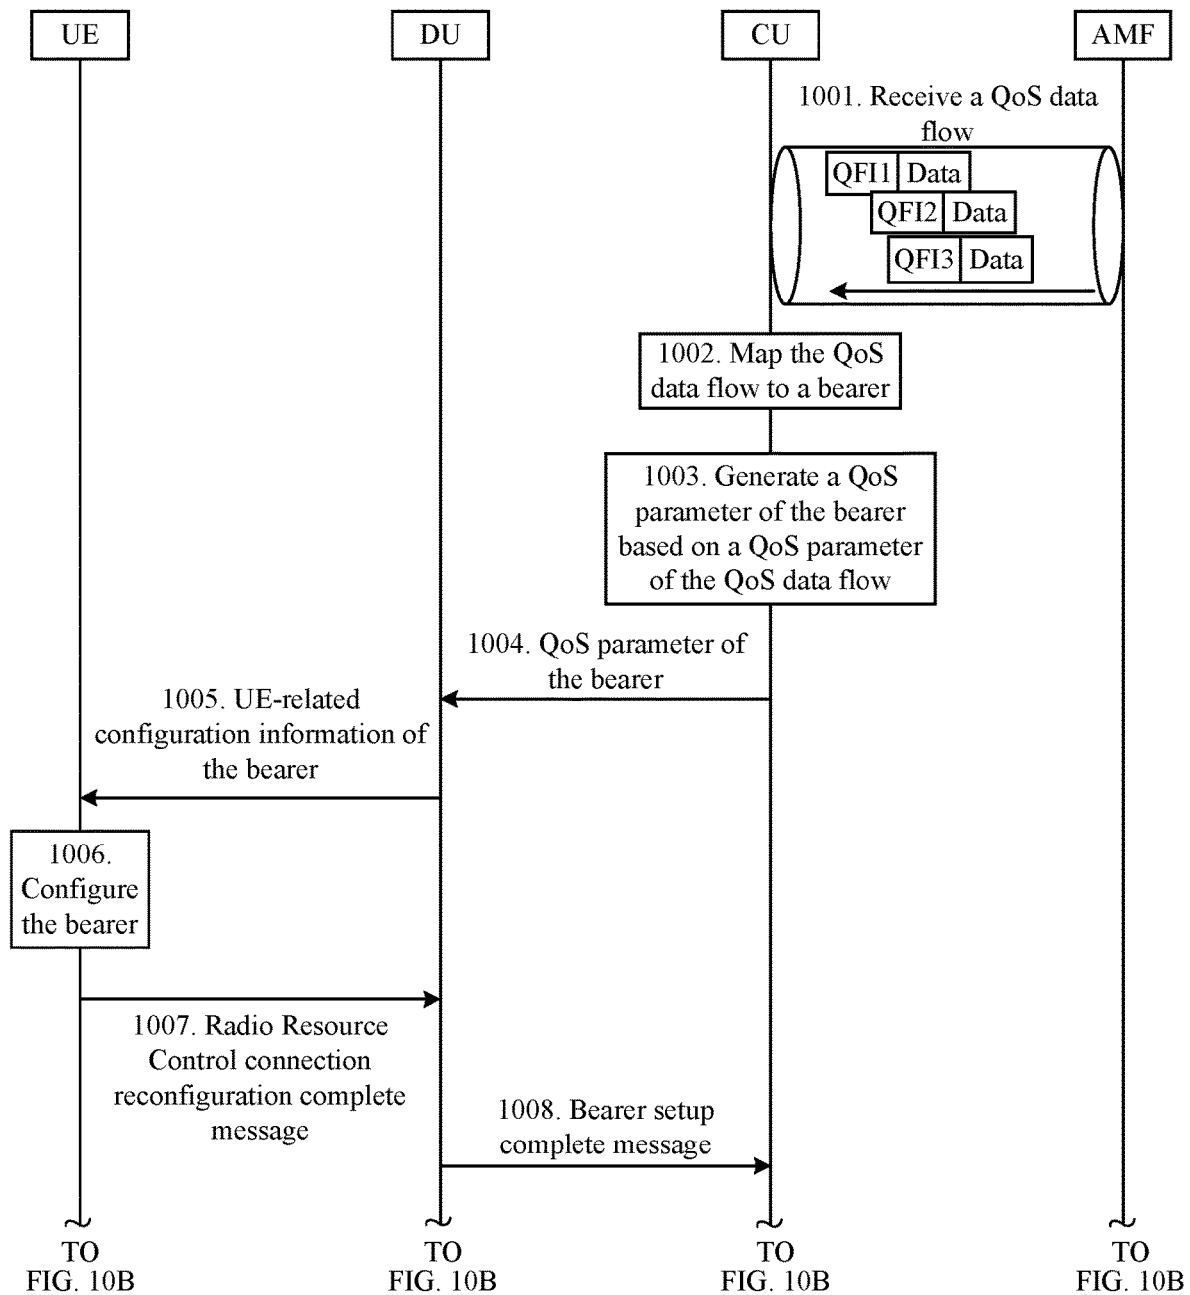 UE
DU
CU
AMF
1001. Receive a QoS data
flow
QFI1 Data
QFI2 Data
QFI3 Data
1002. Map the QoS
data flow to a bearer
1003. Generate a QoS
parameter of the bearer
based on a QoS parameter
of the QoS data flow
1004. QoS parameter of
the bearer
1005. UE-related
configuration information of
the bearer
1006.
Configure
the bearer
1007. Radio Resource
Control connection
reconfiguration complete
message
1008. Bearer setup
complete message
TO
FIG. 10B
TO
FIG. 10B
TO
FIG. 10B
TO
FIG. 10B